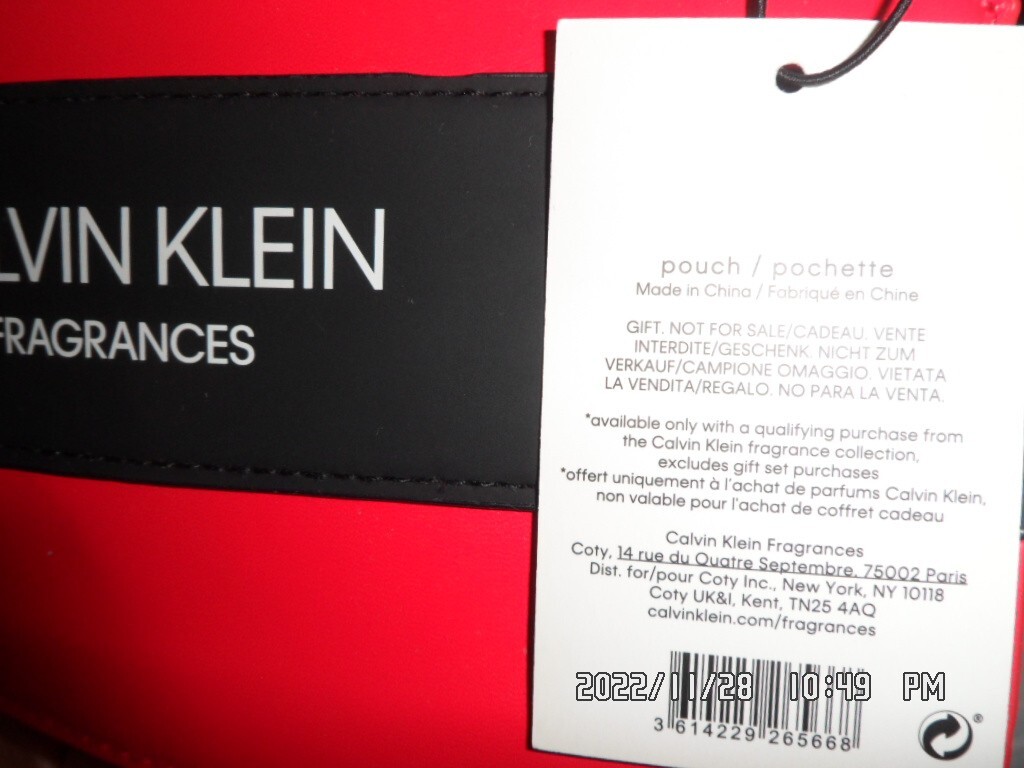 LVIN KLEIN
FRAGRANCES
pouch / pochette
Made in China / Fabriqué en Chine
GIFT. NOT FOR SALE/CADEAU. VENTE
INTERDITE/GESCHENK. NICHT ZUM
VERKAUF/CAMPIONE OMAGGIO. VIETATA
LA VENDITA/REGALO. NO PARA LA VENTA.
*available only with a qualifying purchase from
the Calvin Klein fragrance collection,
excludes gift set purchases
*offert uniquement à l'achat de parfums Calvin Klein,
non valable pour l'achat de coffret cadeau
Calvin Klein Fragrances
Coty, 14 rue du Quatre Septembre, 75002 Paris
Dist. for/pour Coty Inc., New York, NY 10118
Coty UK&I, Kent, TN25 4AQ
calvinklein.com/fragrances
2022/11/28 10:49 PM
3 614229 265668
®